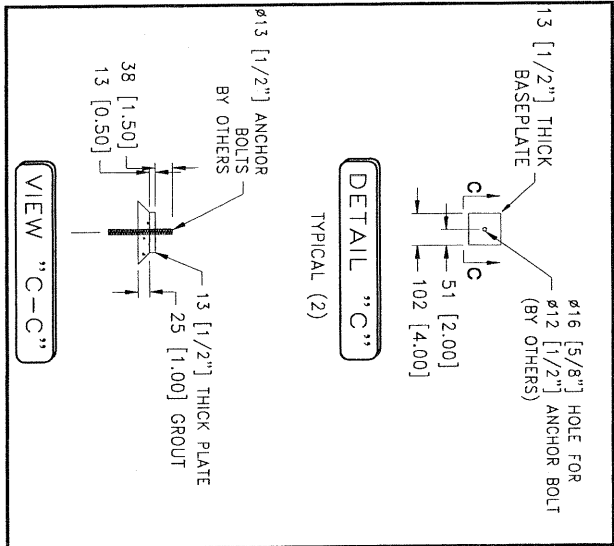 13 [1/2"] THICK
BASEPLATE
C
C
ø16 [5/8"] HOLE FOR
ø12 [1/2"] ANCHOR BOLT
(BY OTHERS)
51 [2.00]
102 [4.00]
DETAIL "C"
TYPICAL (2)
ø13 [1/2"] ANCHOR
BOLTS
BY OTHERS
38 [1.50]
13 [0.50]
13 [1/2"] THICK PLATE
25 [1.00] GROUT
VIEW "C-C"